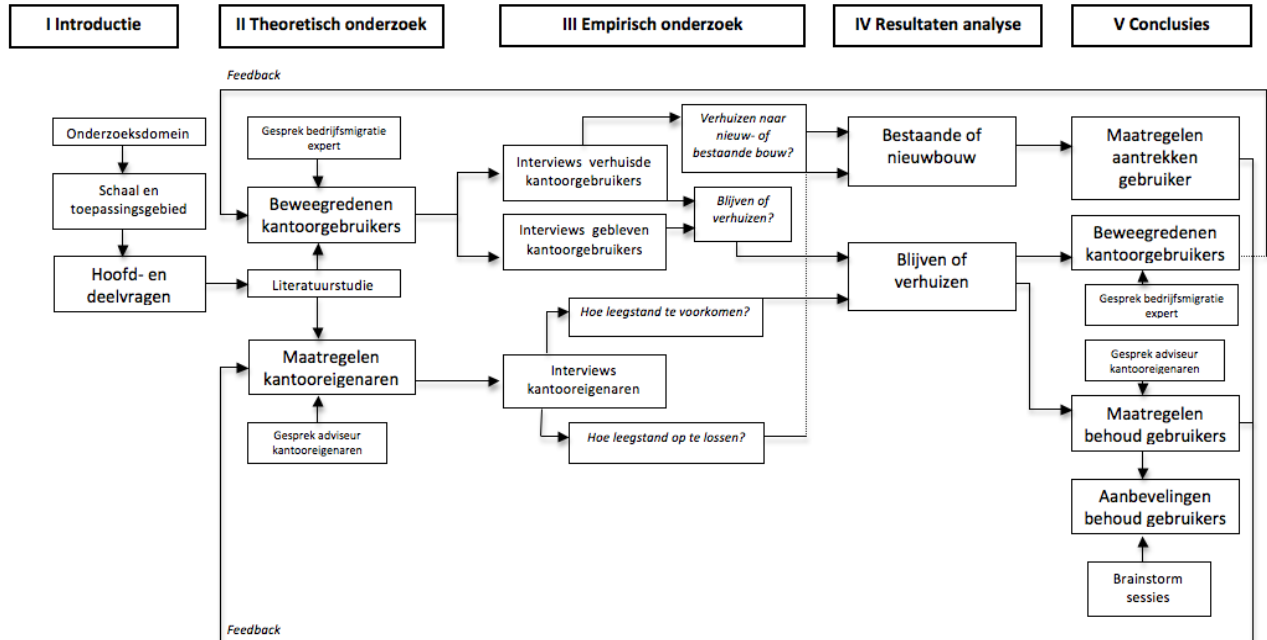 I Introductie
II Theoretisch onderzoek
III Empirisch onderzoek
IV Resultaten analyse
V Conclusies
Feedback
Onderzoeksdomein
Schaal en
toepassingsgebied
Hoofd- en
deelvragen
Gesprek bedrijfsmigratie
expert
Beweegredenen
kantoorgebruikers
Literatuurstudie
Maatregelen
kantooreigenaren
Gesprek adviseur
kantooreigenaren
Interviews verhuisde
kantoorgebruikers
Interviews gebleven
kantoorgebruikers
Verhuizen naar
nieuw- of
bestaande bouw?
Blijven of
verhuizen?
Hoe leegstand te voorkomen?
Interviews
kantooreigenaren
Hoe leegstand op te lossen?
Bestaande of
nieuwbouw
Blijven of
verhuizen
Maatregelen
aantrekken
gebruiker
Beweegredenen
kantoorgebruikers
Gesprek bedrijfsmigratie
expert
Gesprek adviseur
kantooreigenaren
Maatregelen
behoud gebruikers
Aanbevelingen
behoud gebruikers
Brainstorm
sessies
Feedback